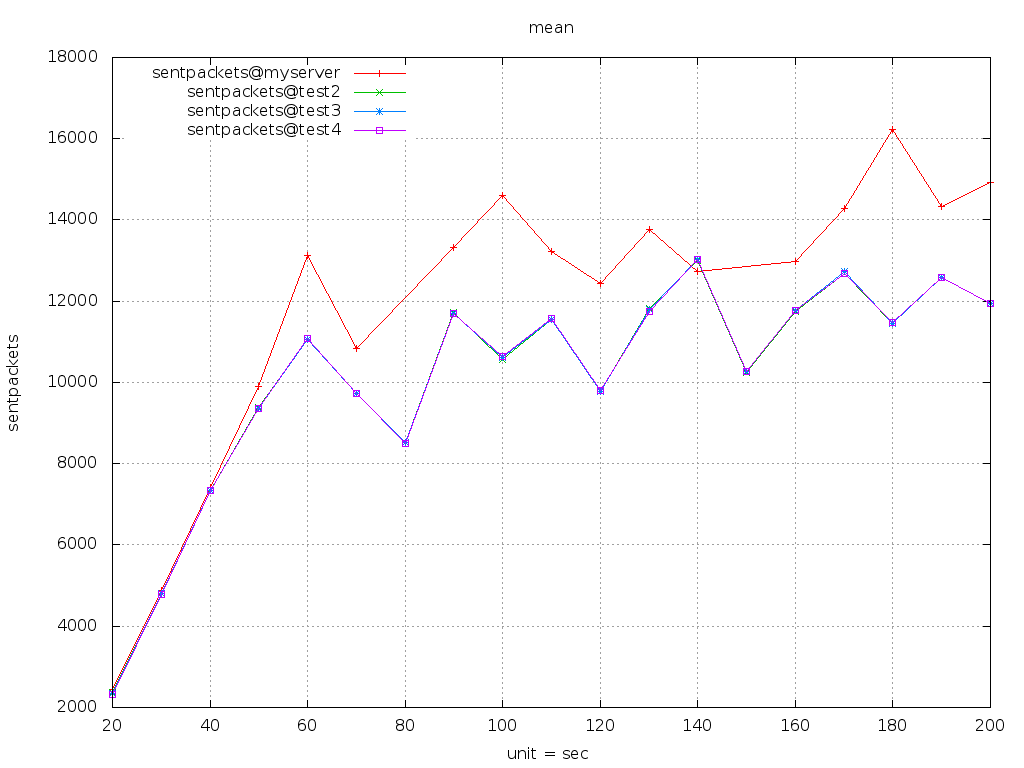 mean
18000
16000
14000
12000
10000
8000
6000
4000
2000
sentpackets
sentpackets@myserver
sentpackets@test2
sentpackets@test3
sentpackets@test4
20 40 60 80 100 120 140 160 180 200
unit = sec